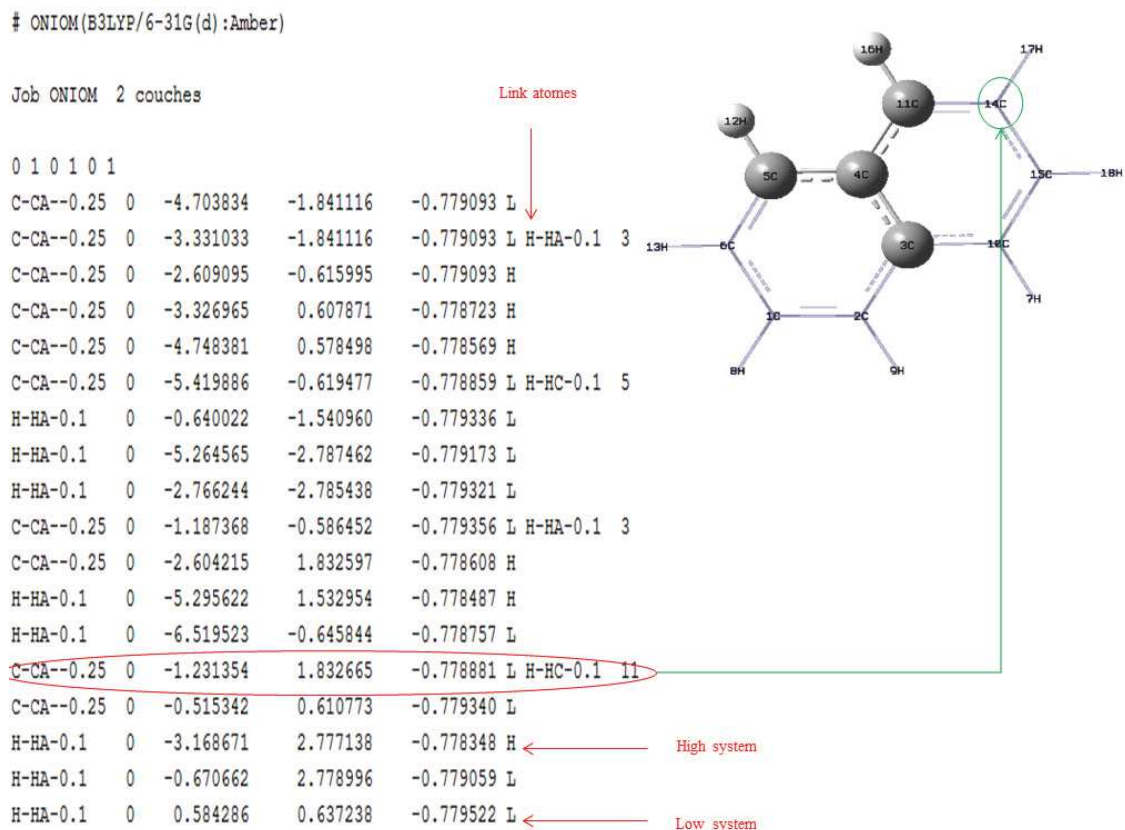 # ONIOM(B3LYP/6-31G(d):Amber)
Job ONIOM 2 couches
Link atomes
0 1 0 1 0 1
C-CA--0.25 0 -4.703834 -1.841116 -0.779093 L
C-CA--0.25 0 -3.331033 -1.841116 -0.779093 L H-HA-0.1 3
C-CA--0.25 0 -2.609095 -0.615995 -0.779093 H
C-CA--0.25 0 -3.326965 0.607871 -0.778723 H
C-CA--0.25 0 -4.748381 0.578498 -0.778569 H
C-CA--0.25 0 -5.419886 -0.619477 -0.778859 L H-HC-0.1 5
H-HA-0.1 0 -0.640022 -1.540960 -0.779336 L
H-HA-0.1 0 -5.264565 -2.787462 -0.779173 L
H-HA-0.1 0 -2.766244 -2.785438 -0.779321 L
C-CA--0.25 0 -1.187368 -0.586452 -0.779356 L H-HA-0.1 3
C-CA--0.25 0 -2.604215 1.832597 -0.778608 H
H-HA-0.1 0 -5.295622 1.532954 -0.778487 H
H-HA-0.1 0 -6.519523 -0.645844 -0.778757 L
C-CA--0.25 0 -1.231354 1.832665 -0.778881 L H-HC-0.1 11
C-CA--0.25 0 -0.515342 0.610773 -0.779340 L
H-HA-0.1 0 -3.168671 2.777138 -0.778348 H
High system
H-HA-0.1 0 -0.670662 2.778996 -0.779059 L
H-HA-0.1 0 0.584286 0.637238 -0.779522 L
Low system
16H
17H
11C
14C
12H
5C
4C
15C
18H
13H
6C
3C
10C
7H
1C
2C
8H
9H